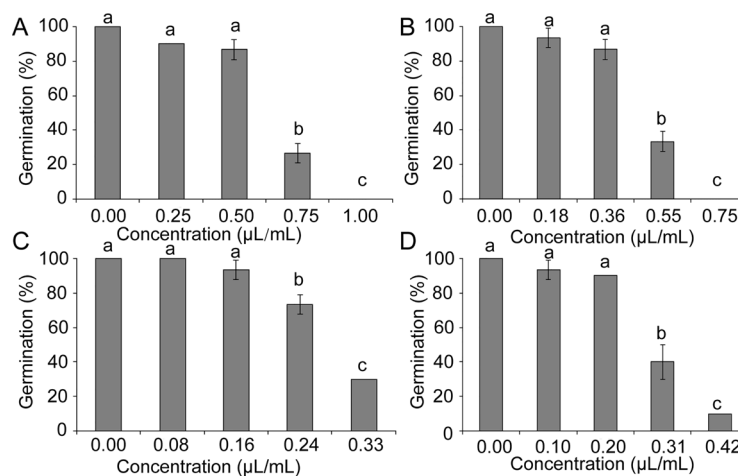 A
Germination (%)
100
80
60
40
20
0
a
a
a
b
c
0.00 0.25 0.50 0.75 1.00
Concentration (µL/mL)
B
Germination (%)
100
80
60
40
20
0
a
a
a
b
c
0.00 0.18 0.36 0.55 0.75
Concentration (µL/mL)
C
Germination (%)
100
80
60
40
20
0
a
a
a
b
c
0.00 0.08 0.16 0.24 0.33
Concentration (µL/mL)
D
Germination (%)
100
80
60
40
20
0
a
a
a
b
c
0.00 0.10 0.20 0.31 0.42
Concentration (µL/mL)